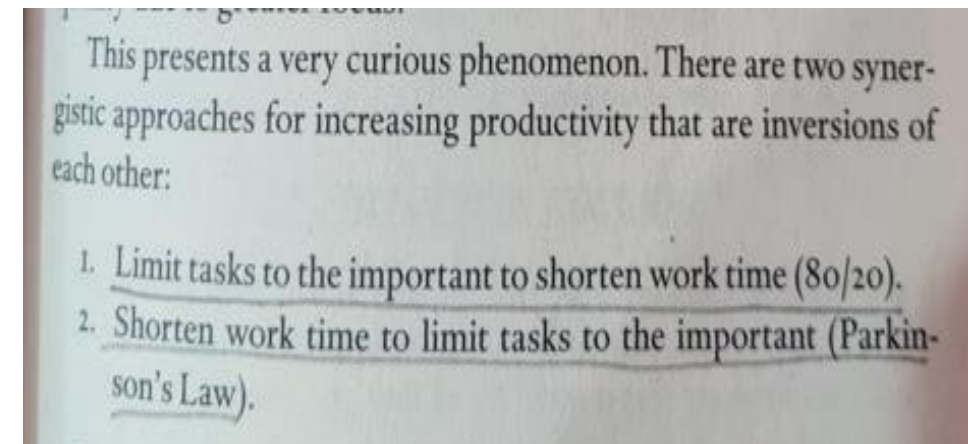 This presents a very curious phenomenon. There are two syner-
gistic approaches for increasing productivity that are inversions of
each other:
1. Limit tasks to the important to shorten work time (80/20).
2. Shorten work time to limit tasks to the important (Parkin-
son's Law).